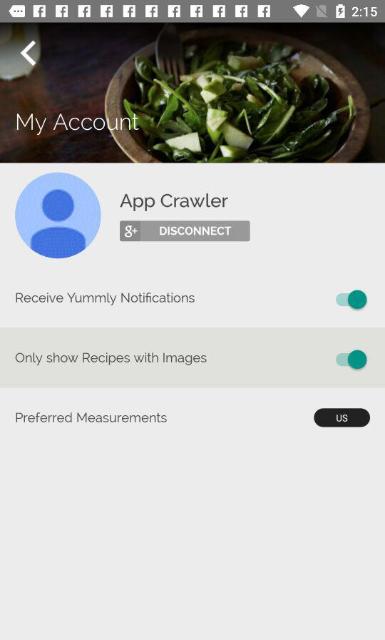 2:15
My Account
App Crawler
g+ DISCONNECT
Receive Yummly Notifications
Only show Recipes with Images
Preferred Measurements US